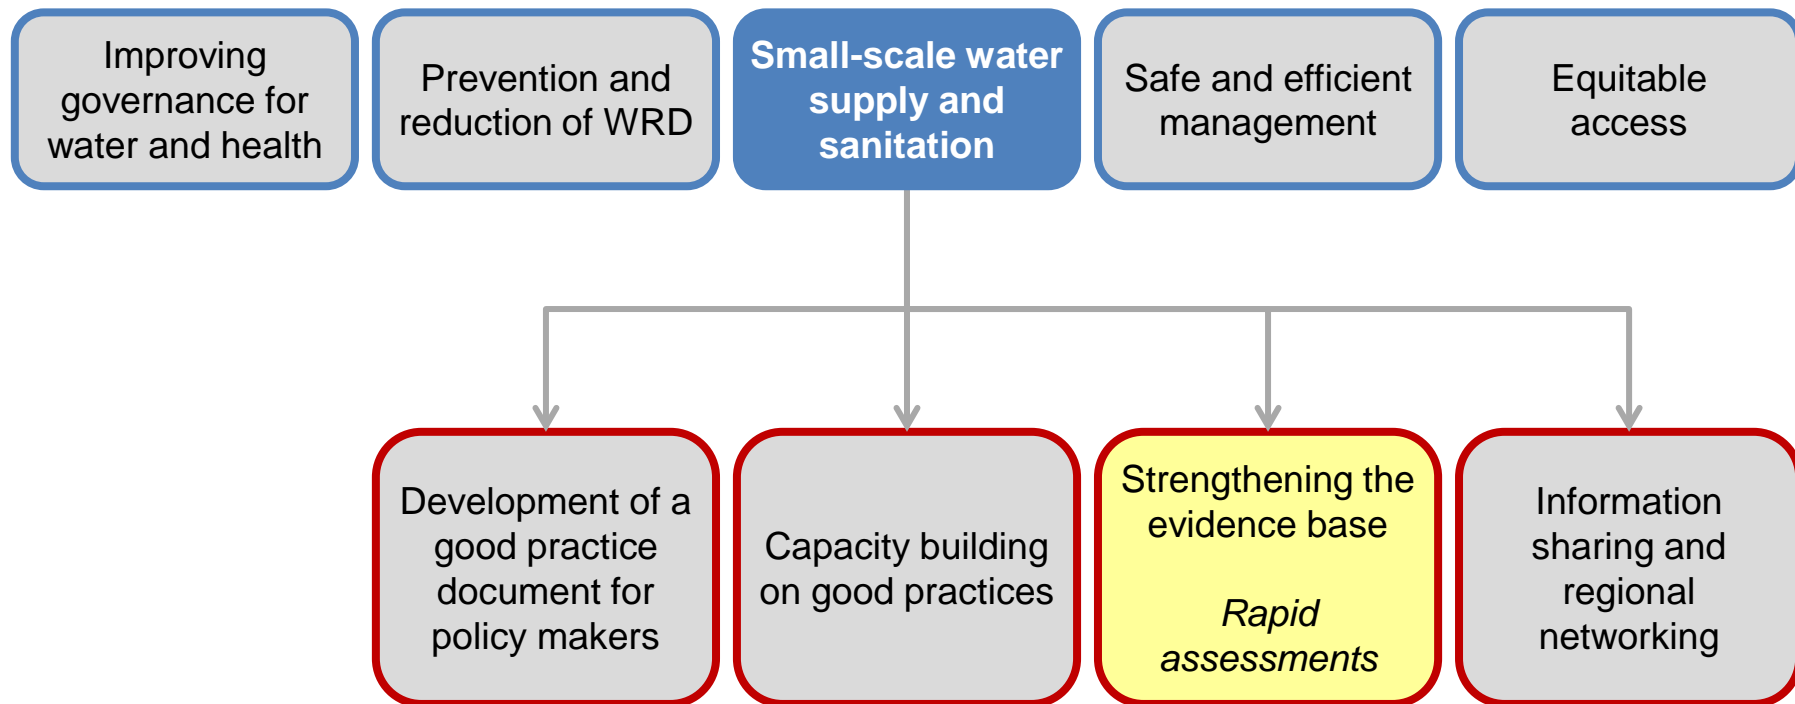 Improving
governance for
water and health
Prevention and
reduction of WRD
Small-scale water
supply and
sanitation
Safe and efficient
management
Equitable
access
Development of a
good practice
document for
policy makers
Capacity building
on good practices
Strengthening the
evidence base
Rapid
assessments
Information
sharing and
regional
networking